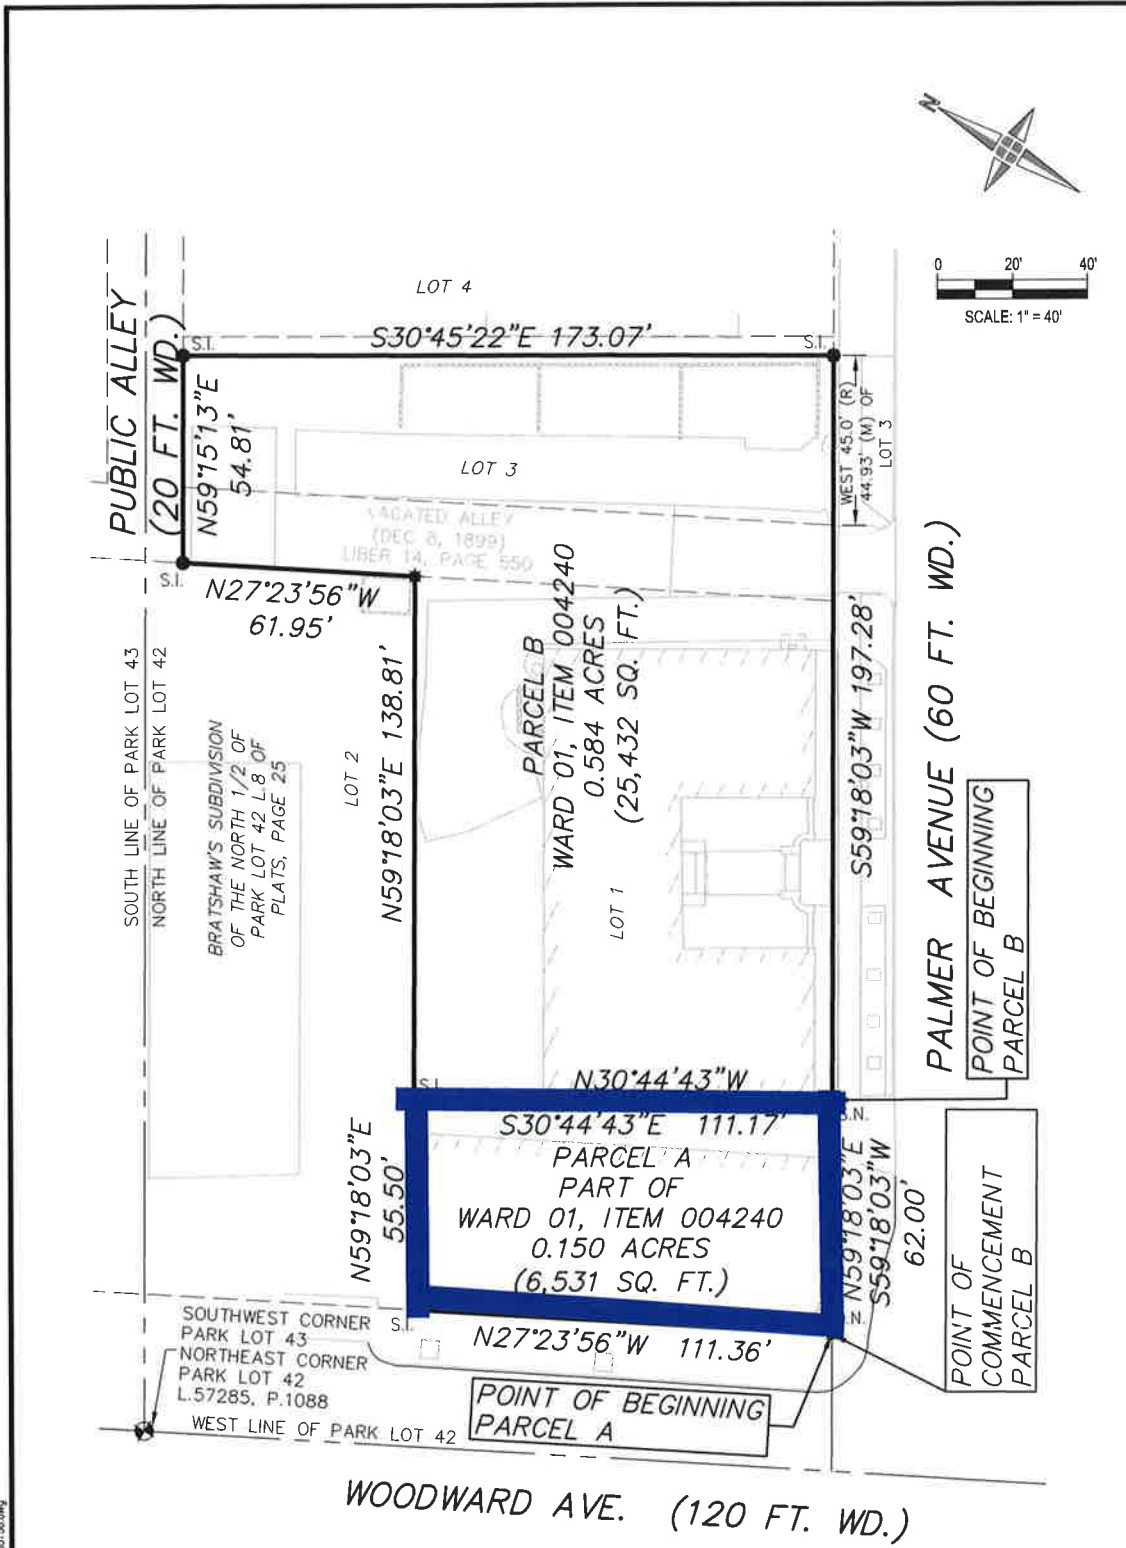 N
0 20' 40'
SCALE: 1" = 40'
LOT 4
S30°45'22"E 173.07'
S.I.
S.I.
PUBLIC ALLEY
(20 FT. WD.)
N59°15'13"E
54.81'
WEST 45.0' (R)
44.93' (M) OF
LOT 3
LOT 3
VACATED ALLEY
(DEC 8, 1899)
LIBER 14, PAGE 550
S.I.
N27°23'56"W
61.95'
SOUTH LINE OF PARK LOT 43
NORTH LINE OF PARK LOT 42
BRATSHAW'S SUBDIVISION
OF THE NORTH 1/2 OF
PARK LOT 42 L.8 OF
PLATS, PAGE 25
LOT 2
N59°18'03"E 138.81'
PARCEL B
WARD 01, ITEM 004240
0.584 ACRES
(25,432 SQ. FT.)
LOT 1
S59°18'03"W 197.28'
PALMER AVENUE (60 FT. WD.)
POINT OF BEGINNING
PARCEL B
S.I.
N30°44'43"W
S.N.
S30°44'43"E 111.17'
PARCEL A
PART OF
WARD 01, ITEM 004240
0.150 ACRES
(6,531 SQ. FT.)
N59°18'03"E
55.50'
N59°18'03"E
S59°18'03"W
62.00'
POINT OF
COMMENCEMENT
PARCEL B
SOUTHWEST CORNER
PARK LOT 43
NORTHEAST CORNER
PARK LOT 42
L.57285, P.1088
S.I.
N27°23'56"W 111.36'
POINT OF BEGINNING
PARCEL A
WEST LINE OF PARK LOT 42
WOODWARD AVE. (120 FT. WD.)